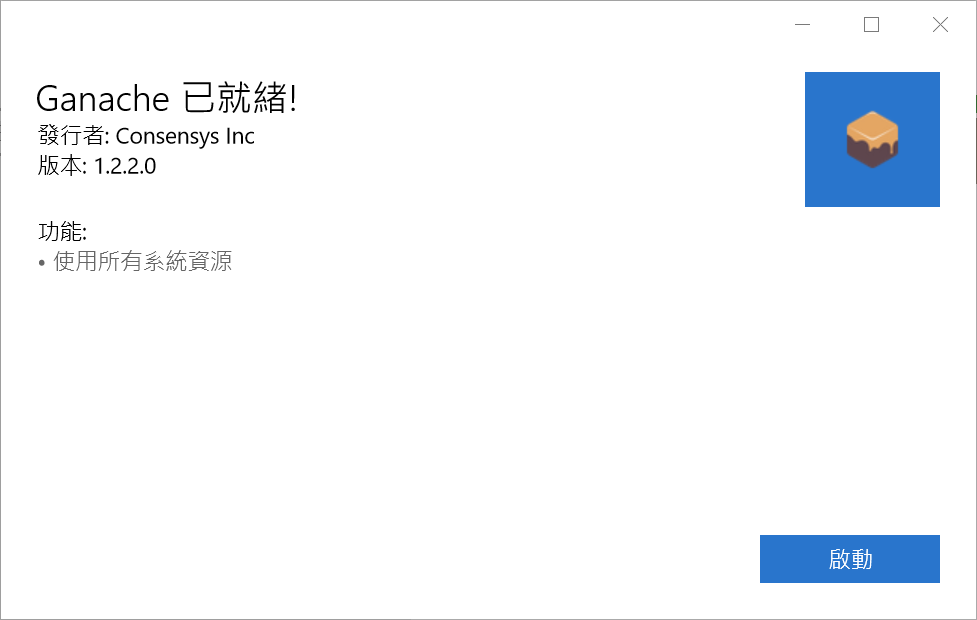 Ganache 已就緒!
發行者: Consensys Inc
版本: 1.2.2.0
功能:
• 使用所有系統資源
啟動